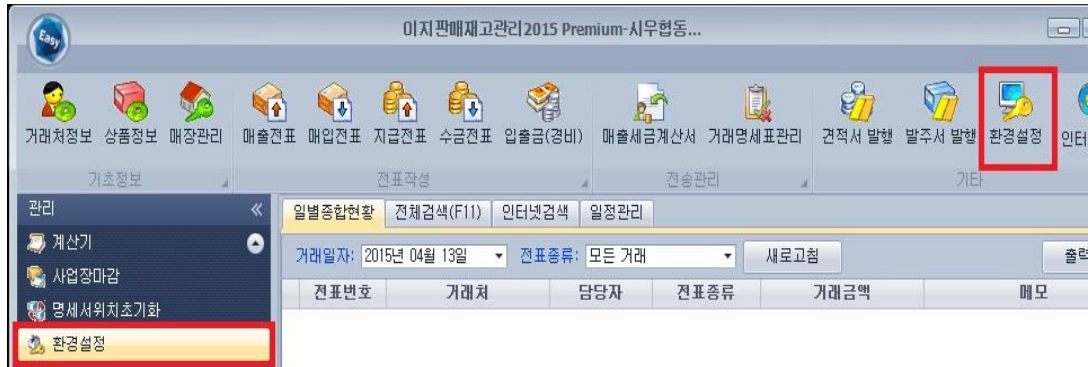 Easy
이지판매재고관리2015 Premium-시우협동...
거래처정보 상품정보 매장관리 매출전표 매입전표 지급전표 수금전표 입출금(경비) 매출세금계산서 거래명세표관리 견적서 발행 발주서 발행 환경설정 인터
기초정보 전표작성 전송관리 기타
관리 일별종합현황 전체검색(F11) 인터넷검색 일정관리
계산기 거래일자: 2015년 04월 13일 전표종류: 모든 거래 새로고침 출력
사업장마감
전표번호 거래처 담당자 전표종류 거래금액 메모
명세서위치초기화
환경설정